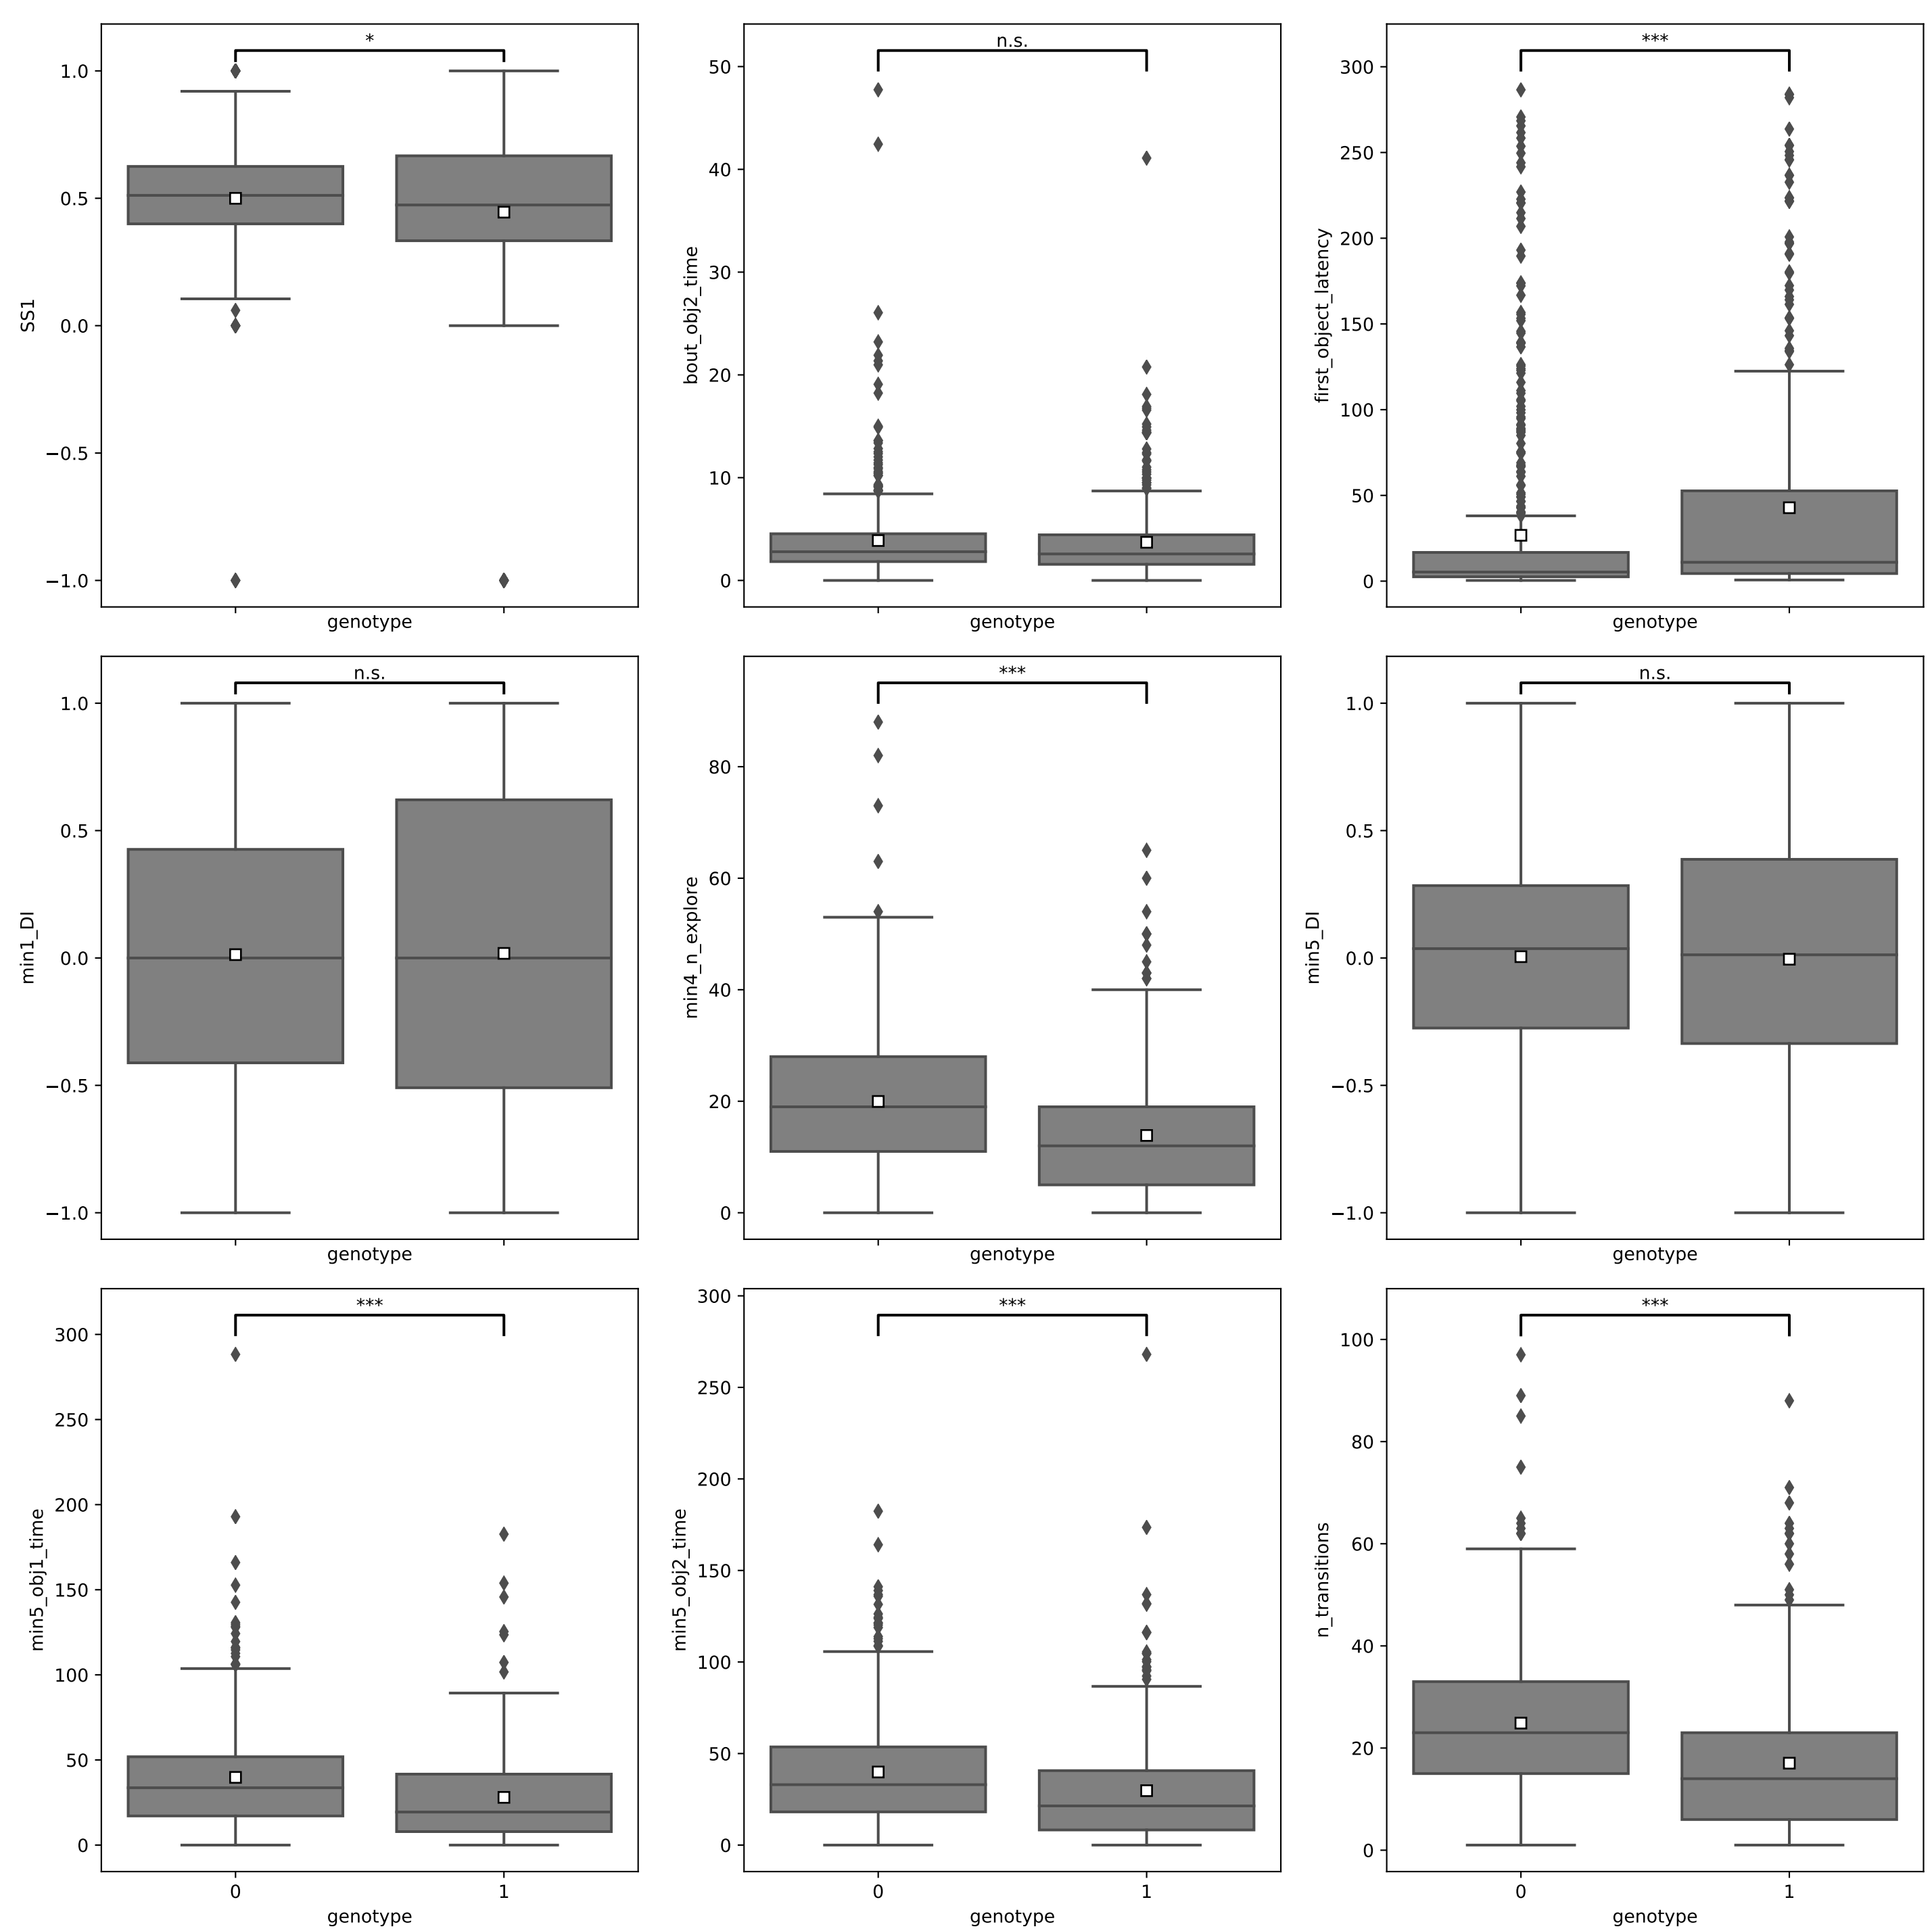 *
1.0
0.5
0.0
−0.5
−1.0
SS1
genotype
n.s.
50
40
30
20
10
0
bout_obj2_time
genotype
***
300
250
200
150
100
50
0
first_object_latency
genotype
n.s.
1.0
0.5
0.0
−0.5
−1.0
min1_DI
genotype
***
80
60
40
20
0
min4_n_explore
genotype
n.s.
1.0
0.5
0.0
−0.5
−1.0
min5_DI
genotype
***
300
250
200
150
100
50
0
min5_obj1_time
0 1
genotype
***
300
250
200
150
100
50
0
min5_obj2_time
0 1
genotype
***
100
80
60
40
20
0
n_transitions
0 1
genotype